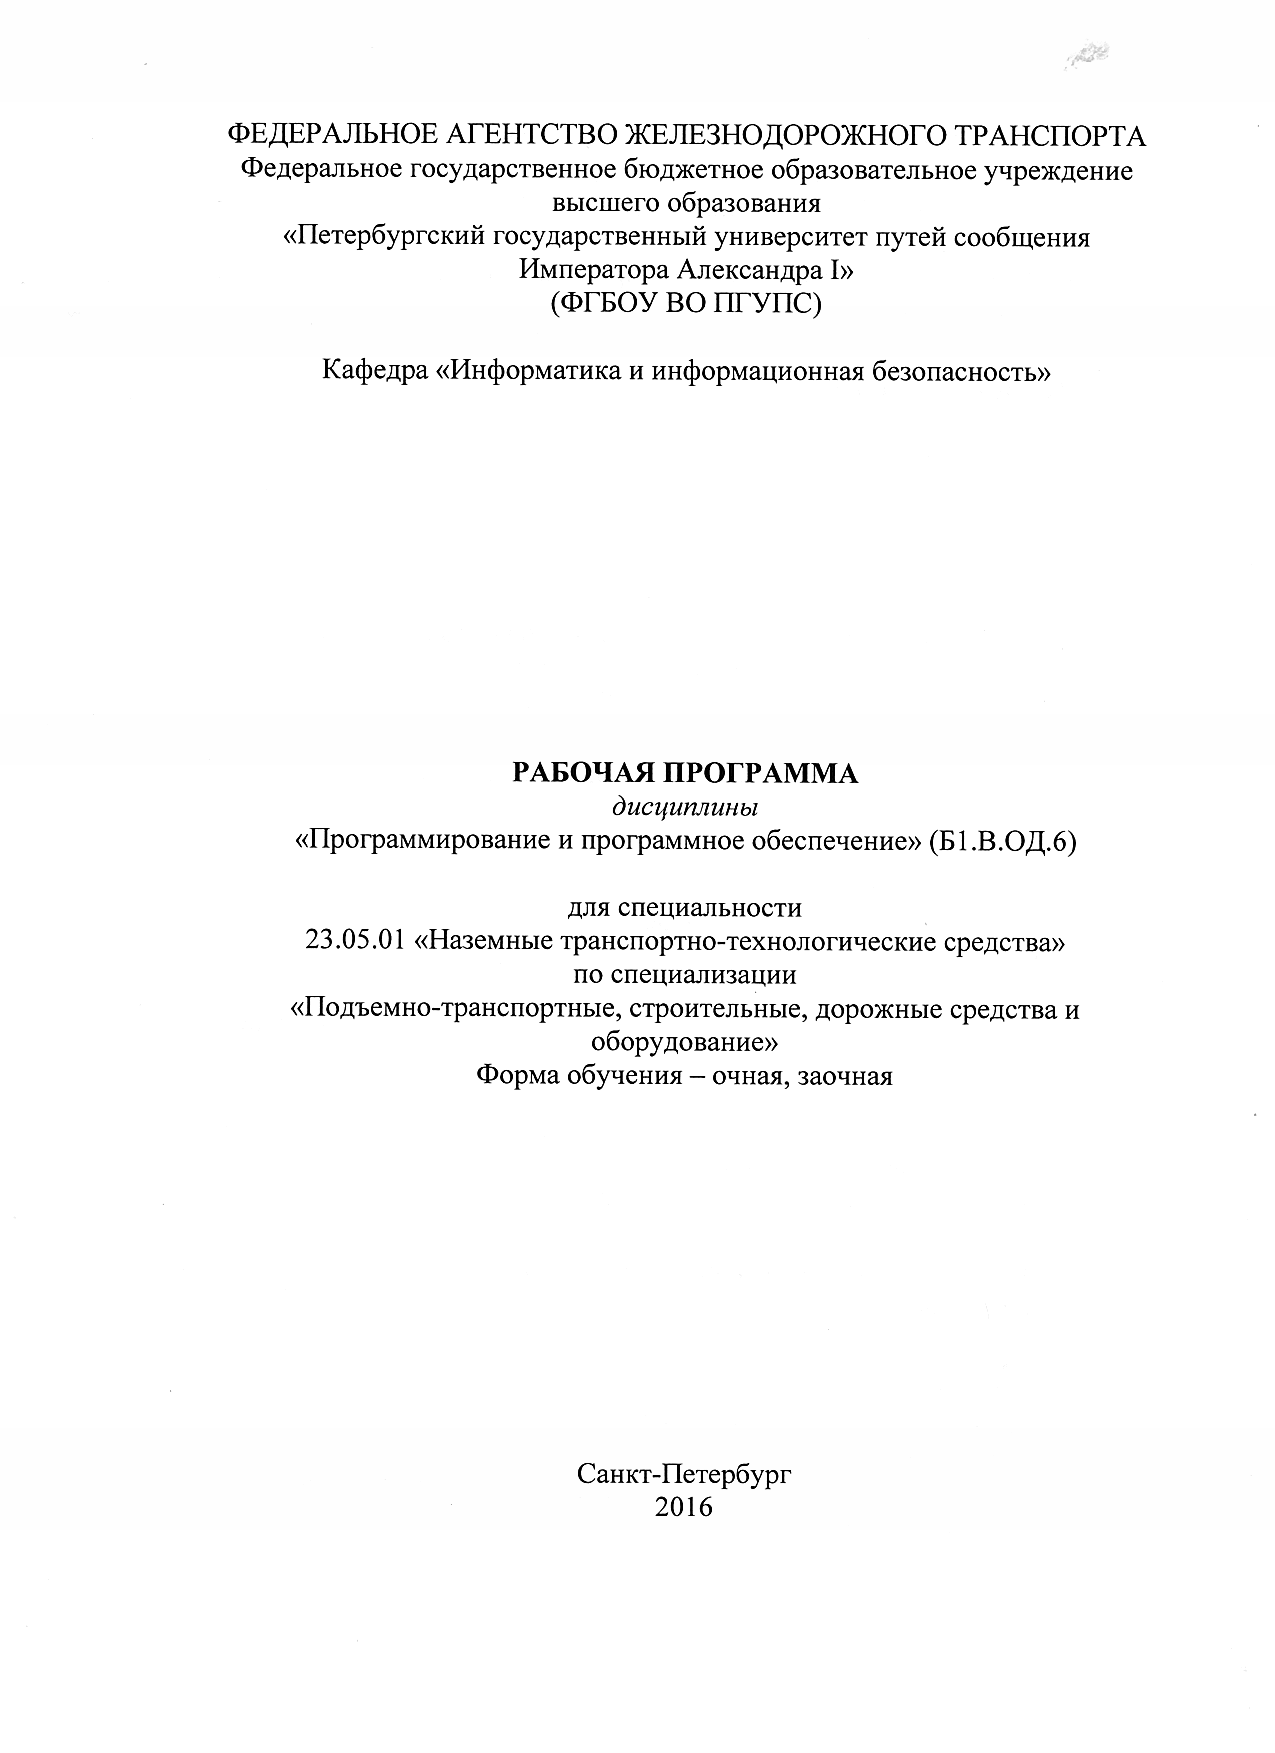 ФЕДЕРАЛЬНОЕ АГЕНТСТВО ЖЕЛЕЗНОДОРОЖНОГО ТРАНСПОРТА
Федеральное государственное бюджетное образовательное учреждение
высшего образования
«Петербургский государственный университет путей сообщения
Императора Александра I»
(ФГБОУ ВО ПГУПС)
Кафедра «Информатика и информационная безопасность»
РАБОЧАЯ ПРОГРАММА
дисциплины
«Программирование и программное обеспечение» (Б1.В.ОД.6)
для специальности
23.05.01 «Наземные транспортно-технологические средства»
по специализации
«Подъемно-транспортные, строительные, дорожные средства и
оборудование»
Форма обучения – очная, заочная
Санкт-Петербург
2016